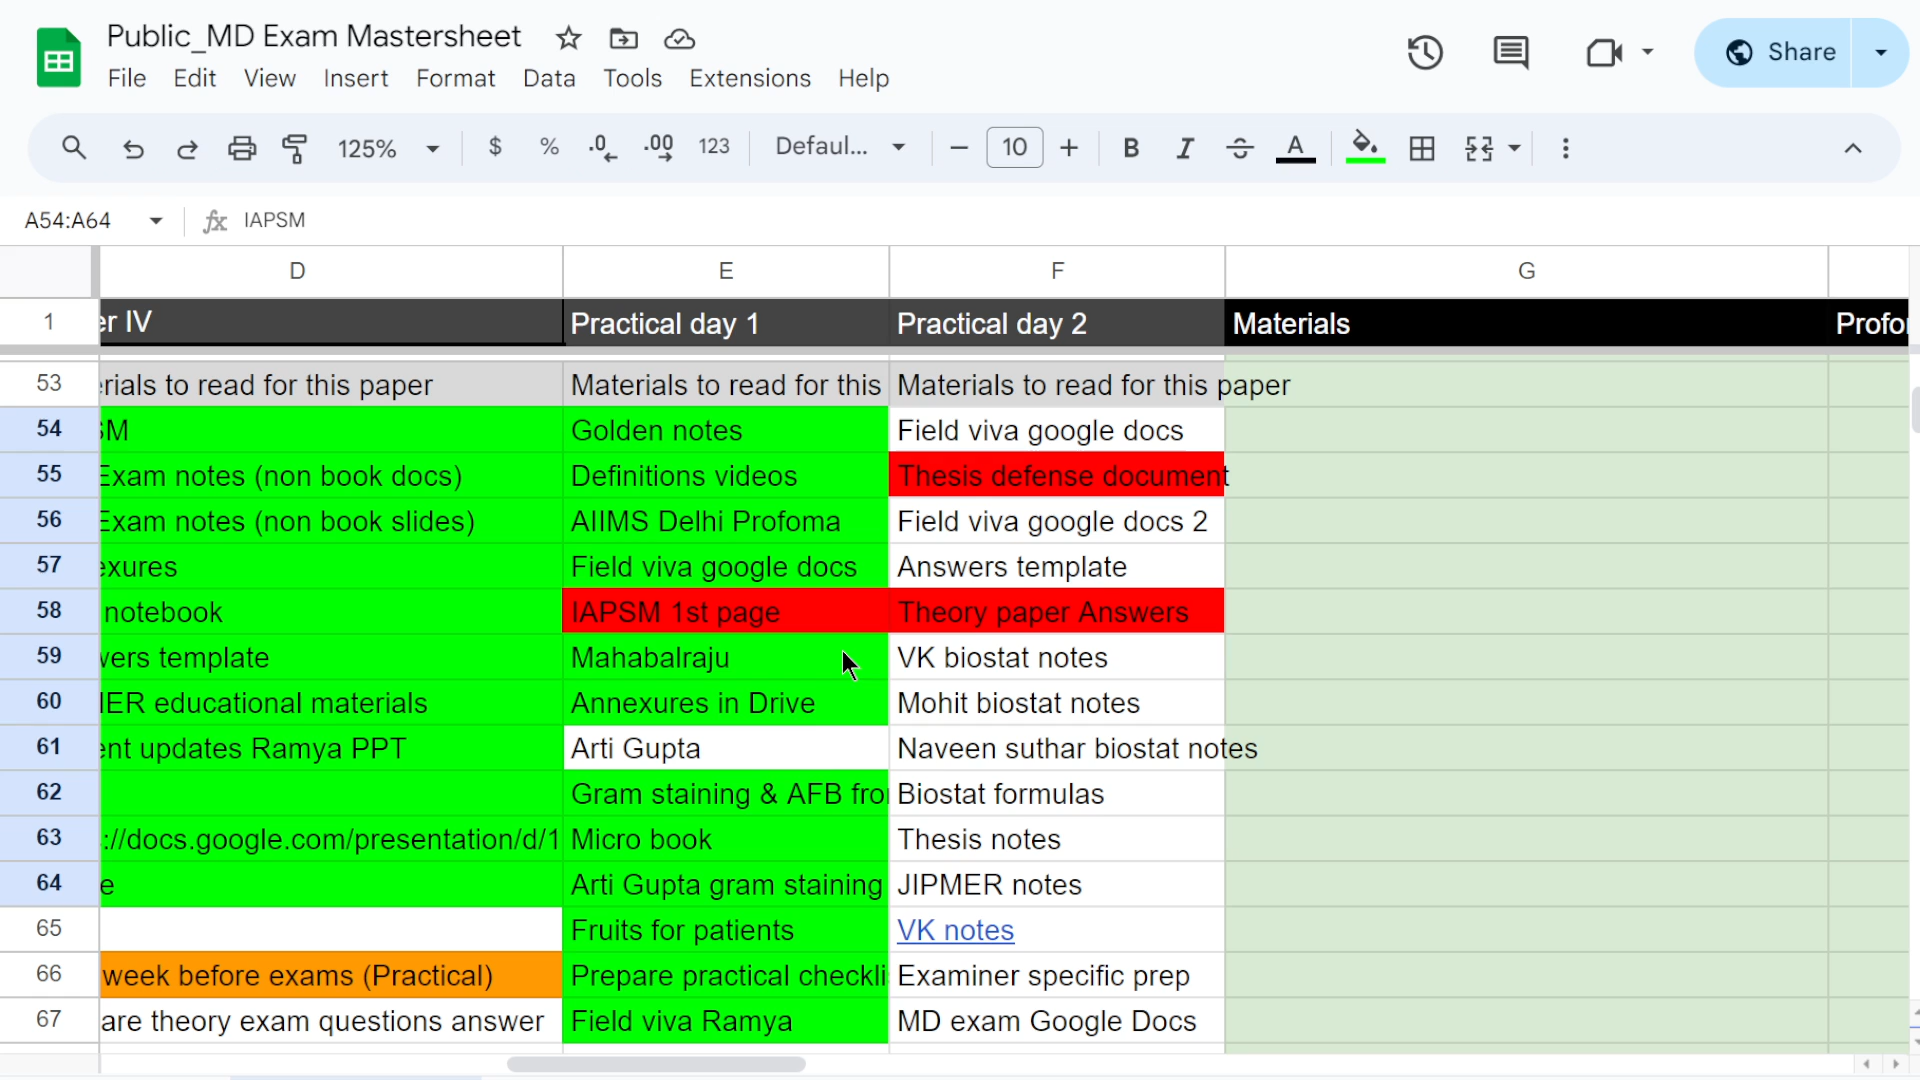 Public_MD Exam Mastersheet
File Edit View Insert Format Data Tools Extensions Help
Share
125% $ % .0 .00 123 Defaul... 10 B I A
A54:A64 fx IAPSM
D E F G
1 er IV Practical day 1 Practical day 2 Materials Profor
53 rials to read for this paper Materials to read for this Materials to read for this paper
54 SM Golden notes Field viva google docs
55 Exam notes (non book docs) Definitions videos Thesis defense document
56 Exam notes (non book slides) AIIMS Delhi Profoma Field viva google docs 2
57 exures Field viva google docs Answers template
58 notebook IAPSM 1st page Theory paper Answers
59 vers template Mahabalraju VK biostat notes
60 IER educational materials Annexures in Drive Mohit biostat notes
61 ent updates Ramya PPT Arti Gupta Naveen suthar biostat notes
62 Gram staining & AFB fro Biostat formulas
63 ://docs.google.com/presentation/d/1 Micro book Thesis notes
64 e Arti Gupta gram staining JIPMER notes
65 Fruits for patients VK notes
66 week before exams (Practical) Prepare practical checkli Examiner specific prep
67 are theory exam questions answer Field viva Ramya MD exam Google Docs